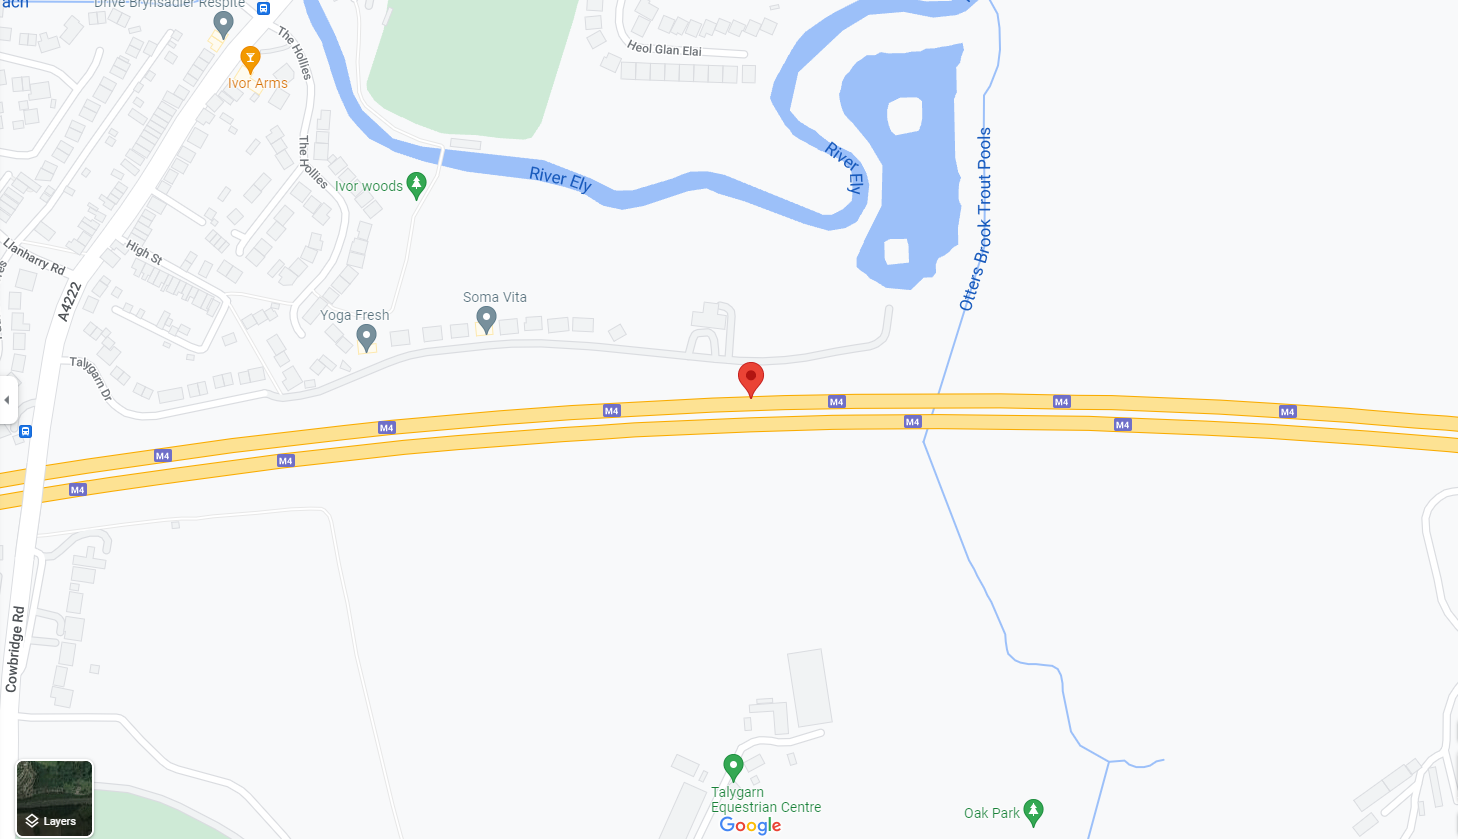 ach
Drive Brynsadler Respite
The Hollies
Heol Glan Elai
Ivor Arms
The Hollies
River Ely
River Ely
Otters Brook Trout Pools
Ivor woods
Llanharry Rd
High St
A4222
Soma Vita
Yoga Fresh
Talygarn Dr
M4
M4
M4
M4
M4
M4
M4
M4
M4
M4
Cowbridge Rd
Talygarn
Equestrian Centre
Oak Park
Layers
Google